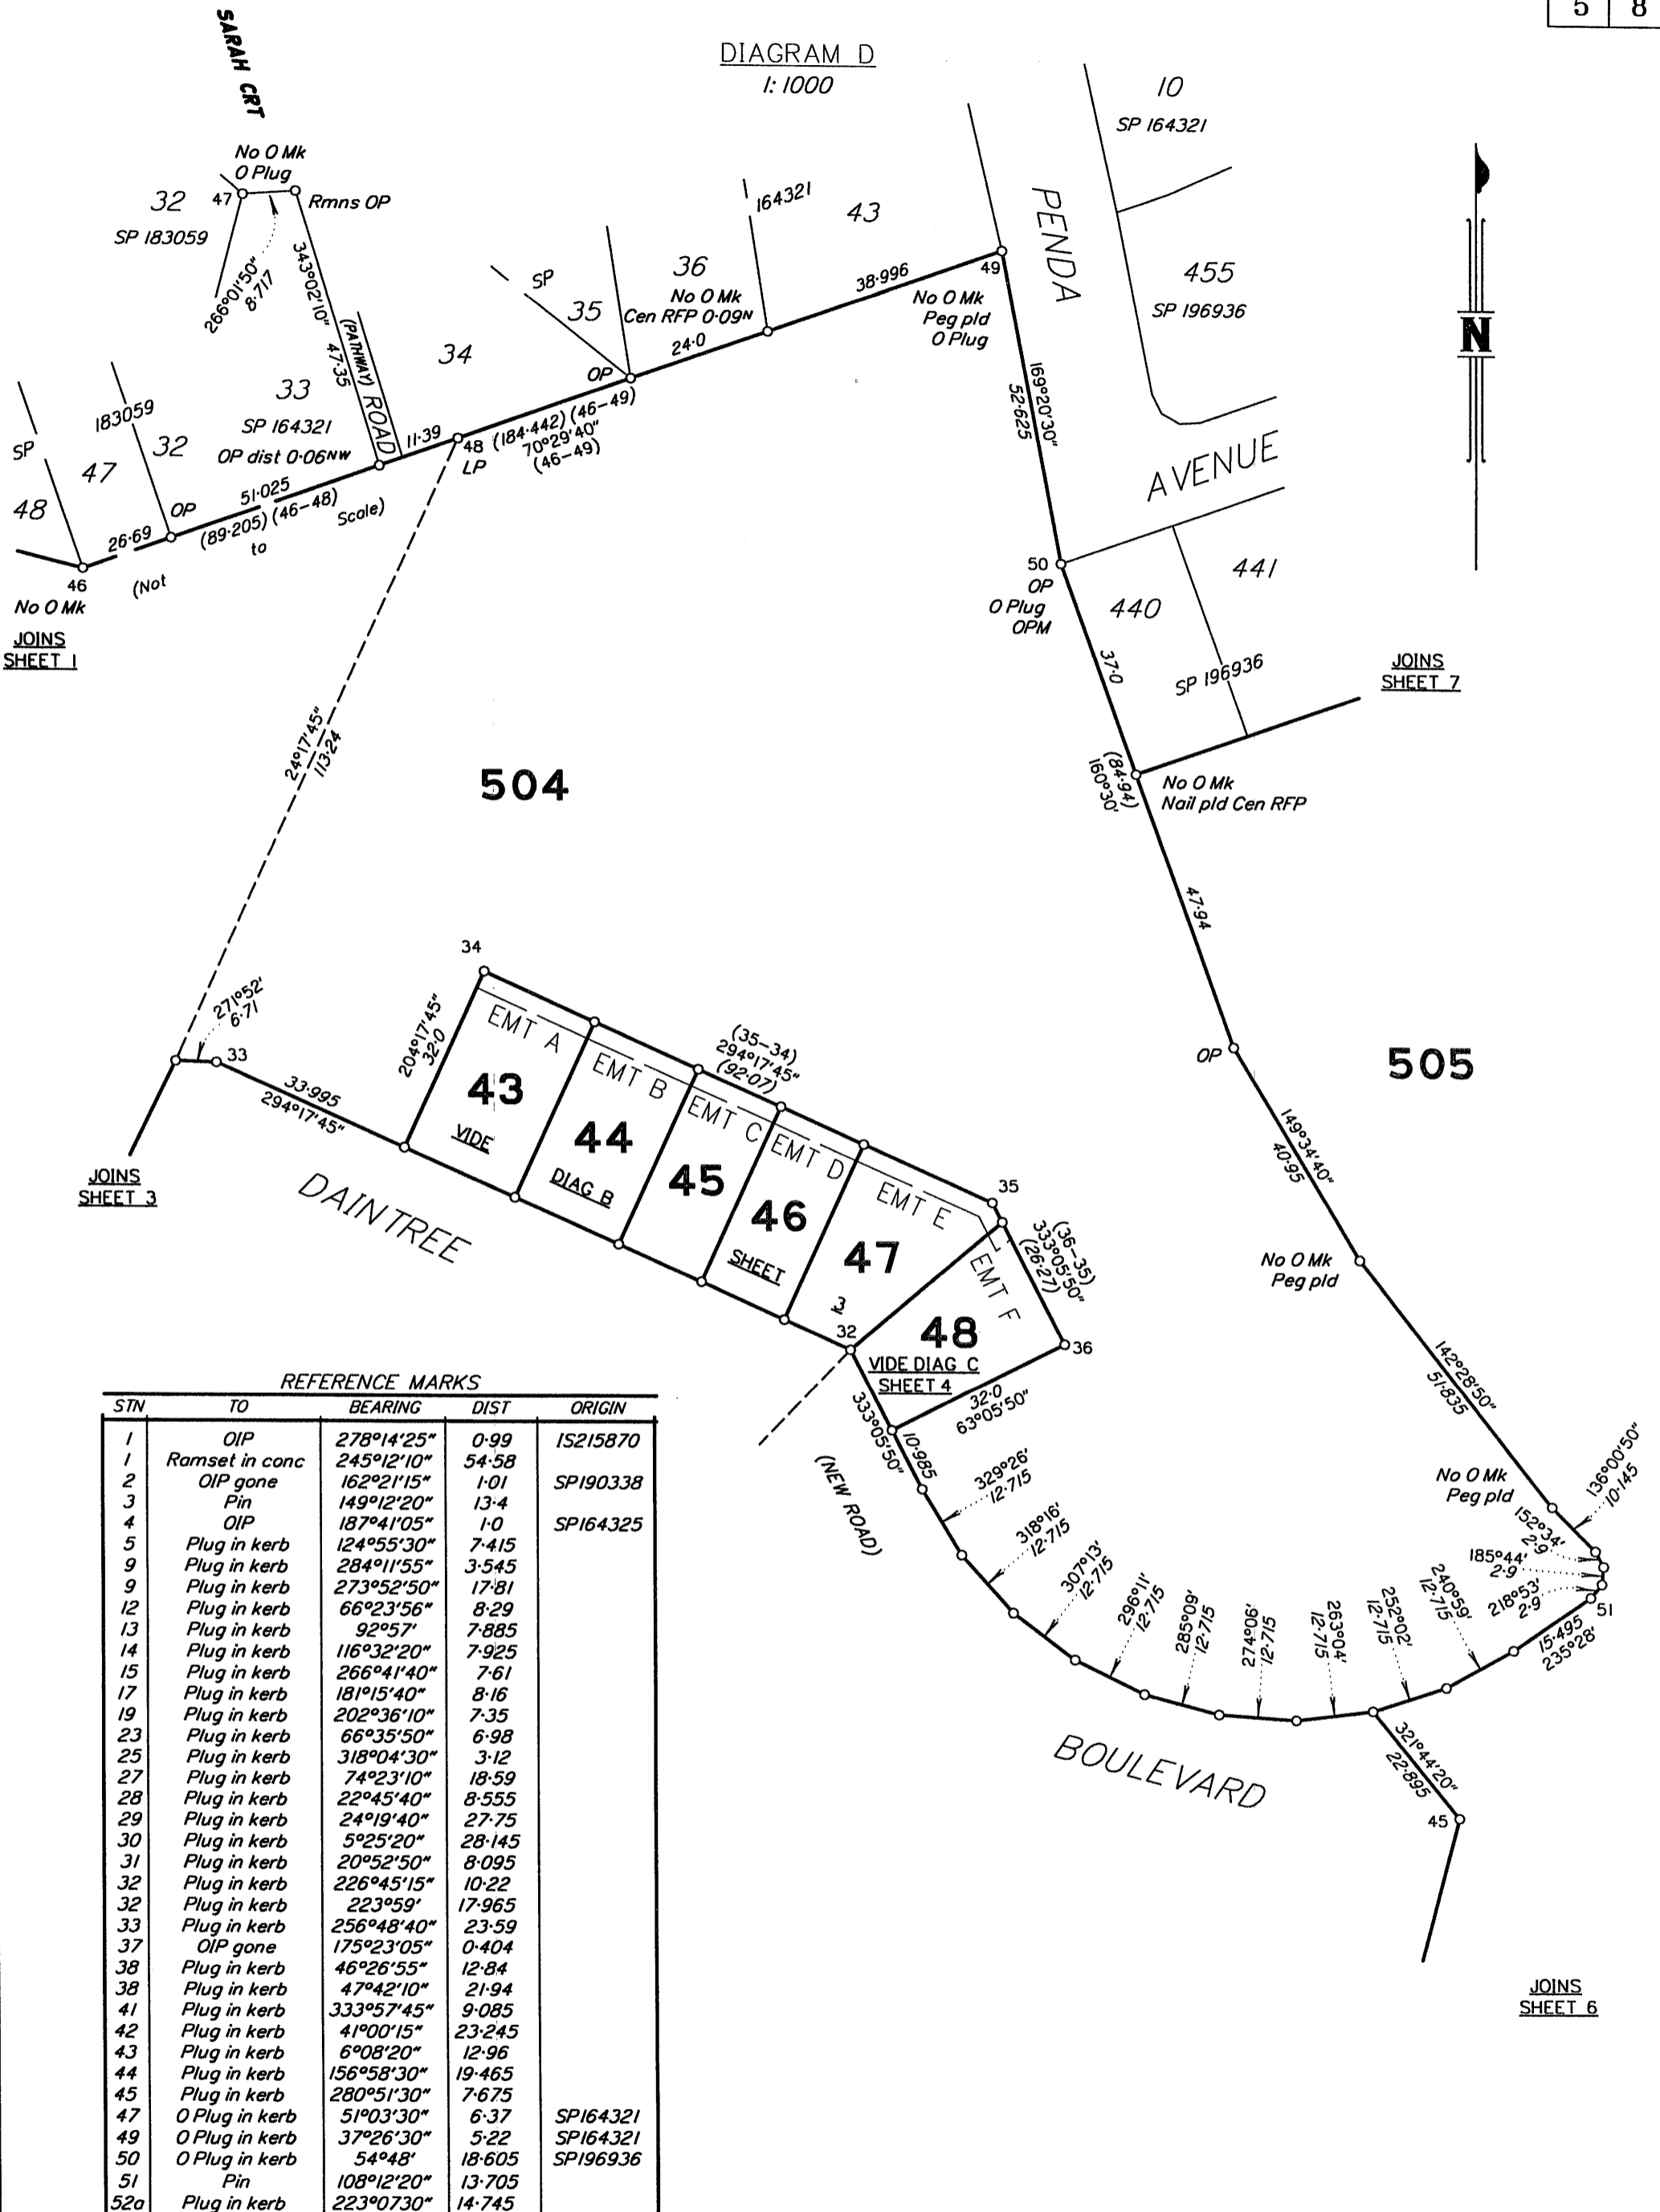 5 8
DIAGRAM D
1:1000
SARAH CRT
No O Mk
O Plug
47
Rmns OP
32
SP 183059
266°01'50"
8·717
343°02'10" 47·35
(PATHWAY) ROAD
10
SP 164321
PENDA
455
SP 196936
AVENUE
N
164321
43
36
No O Mk
Cen RFP 0·09N
SP
35
34
38·996
49
No O Mk
Peg pld
O Plug
24·0
OP
(184·442) (46-49)
70°29'40"
(46-49)
11·39
48
LP
33
SP 164321
OP dist 0·06NW
183059
32
SP
47
48
OP
51·025
26·69
(89·205) (46-48)
(Not to Scale)
46
No O Mk
JOINS
SHEET 1
169°20'30"
52·625
50
OP
O Plug
OPM
440
441
SP 196936
37·0
JOINS
SHEET 7
(84·94)
160°30'
No O Mk
Nail pld Cen RFP
47·94
24°17'45"
113·24
504
505
OP
149°34'40"
40·95
No O Mk
Peg pld
142°28'50"
51·835
No O Mk
Peg pld
136°00'50"
10·145
152°34'
2·9
185°44'
2·9
218°53'
2·9
51
15·495
235°28'
34
271°52'
6·71
33
33·995
294°17'45"
204°17'45"
32·0
JOINS
SHEET 3
DAINTREE
(35-34)
294°17'45"
(92·07)
EMT A
EMT B
EMT C
EMT D
EMT E
EMT F
43
VIDE
44
DIAG B
45
46
SHEET
47
3
32
35
(36-35)
333°05'50"
(26·27)
48
VIDE DIAG C
SHEET 4
36
32·0
63°05'50"
333°05'50"
10·985
(NEW ROAD)
329°26'
12·715
318°16'
12·715
307°13'
12·715
296°11'
12·715
285°09'
12·715
274°06'
12·715
263°04'
12·715
252°02'
12·715
240°59'
12·715
BOULEVARD
321°44'20"
22·895
45
JOINS
SHEET 6
REFERENCE MARKS
STN TO BEARING DIST ORIGIN
1 OIP 278°14'25" 0·99 IS215870
1 Ramset in conc 245°12'10" 54·58
2 OIP gone 162°21'15" 1·01 SP190338
3 Pin 149°12'20" 13·4
4 OIP 187°41'05" 1·0 SP164325
5 Plug in kerb 124°55'30" 7·415
9 Plug in kerb 284°11'55" 3·545
9 Plug in kerb 273°52'50" 17·81
12 Plug in kerb 66°23'56" 8·29
13 Plug in kerb 92°57' 7·885
14 Plug in kerb 116°32'20" 7·925
15 Plug in kerb 266°41'40" 7·61
17 Plug in kerb 181°15'40" 8·16
19 Plug in kerb 202°36'10" 7·35
23 Plug in kerb 66°35'50" 6·98
25 Plug in kerb 318°04'30" 3·12
27 Plug in kerb 74°23'10" 18·59
28 Plug in kerb 22°45'40" 8·555
29 Plug in kerb 24°19'40" 27·75
30 Plug in kerb 5°25'20" 28·145
31 Plug in kerb 20°52'50" 8·095
32 Plug in kerb 226°45'15" 10·22
32 Plug in kerb 223°59' 17·965
33 Plug in kerb 256°48'40" 23·59
37 OIP gone 175°23'05" 0·404
38 Plug in kerb 46°26'55" 12·84
38 Plug in kerb 47°42'10" 21·94
41 Plug in kerb 333°57'45" 9·085
42 Plug in kerb 41°00'15" 23·245
43 Plug in kerb 6°08'20" 12·96
44 Plug in kerb 156°58'30" 19·465
45 Plug in kerb 280°51'30" 7·675
47 O Plug in kerb 51°03'30" 6·37 SP164321
49 O Plug in kerb 37°26'30" 5·22 SP164321
50 O Plug in kerb 54°48' 18·605 SP196936
51 Pin 108°12'20" 13·705
52a Plug in kerb 223°0730" 14·745